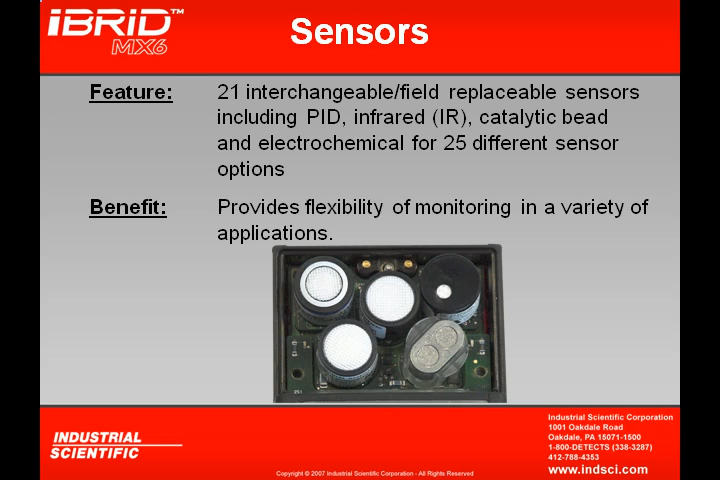 iBRiD™
MX6
Sensors
Feature:
21 interchangeable/field replaceable sensors
including PID, infrared (IR), catalytic bead
and electrochemical for 25 different sensor
options
Benefit:
Provides flexibility of monitoring in a variety of
applications.
251
INDUSTRIAL
SCIENTIFIC
Copyright © 2007 Industrial Scientific Corporation - All Rights Reserved
Industrial Scientific Corporation
1001 Oakdale Road
Oakdale, PA 15071-1500
1-800-DETECTS (338-3287)
412-788-4353
www.indsci.com